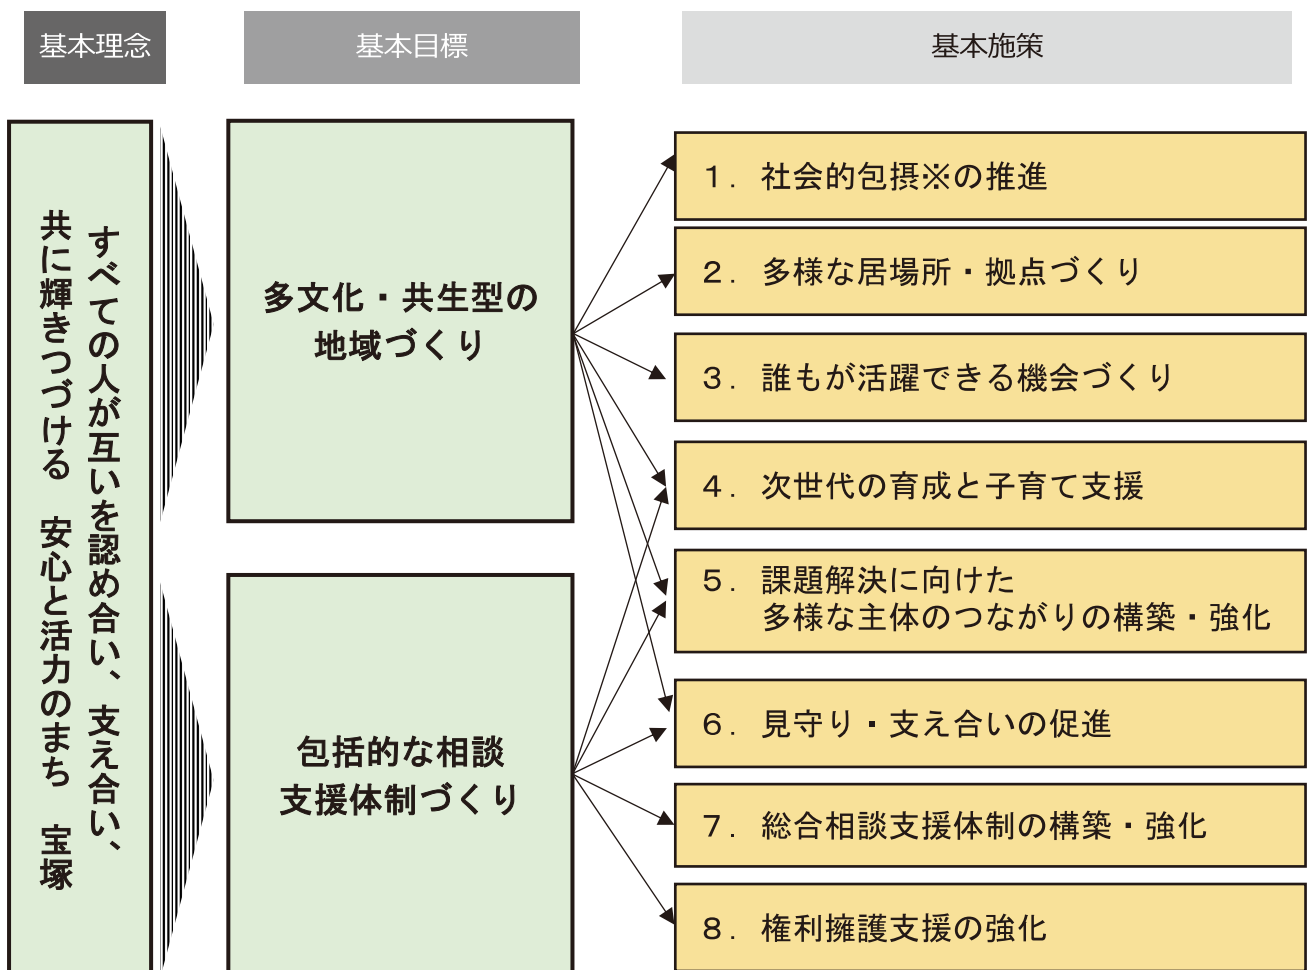 基本理念
基本目標
基本施策
すべての人が互いを認め合い、支え合い、
共に輝きつづける　安心と活力のまち　宝塚
多文化・共生型の
地域づくり
包括的な相談
支援体制づくり
１．社会的包摂※の推進
２．多様な居場所・拠点づくり
３．誰もが活躍できる機会づくり
４．次世代の育成と子育て支援
５．課題解決に向けた
多様な主体のつながりの構築・強化
６．見守り・支え合いの促進
７．総合相談支援体制の構築・強化
８．権利擁護支援の強化